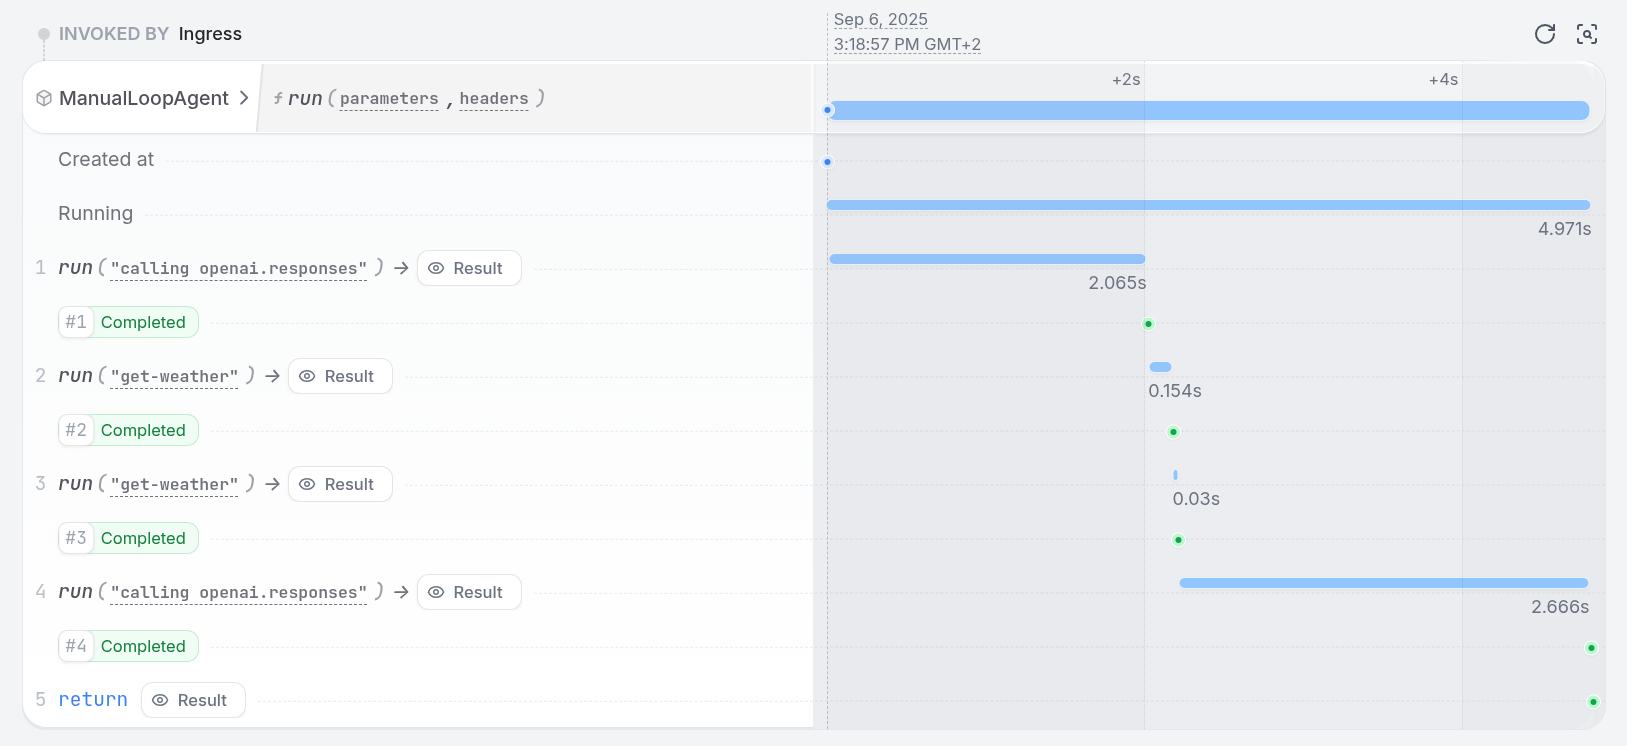 INVOKED BY Ingress
Sep 6, 2025
3:18:57 PM GMT+2
ManualLoopAgent
f run(parameters, headers)
+2s
+4s
Created at
Running
4.971s
1 run("calling openai.responses") → Result
2.065s
#1 Completed
2 run("get-weather") → Result
0.154s
#2 Completed
3 run("get-weather") → Result
0.03s
#3 Completed
4 run("calling openai.responses") → Result
2.666s
#4 Completed
5 return Result